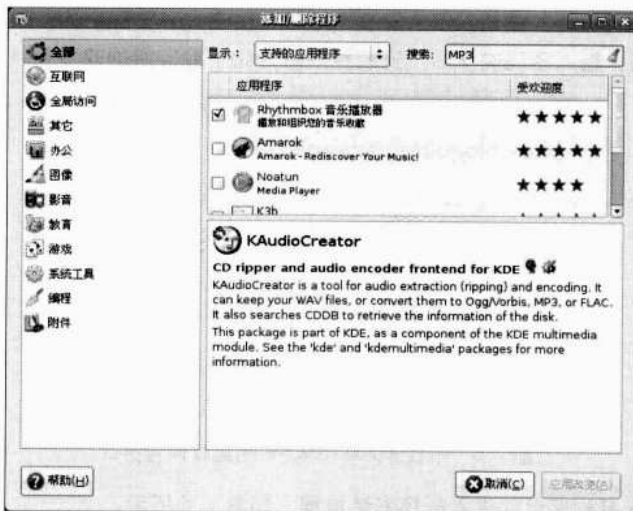 添加/删除程序
全部
互联网
全局访问
其它
办公
图像
影音
教育
游戏
系统工具
编程
附件
显示： 支持的应用程序 搜索: MP3
应用程序 受欢迎度
Rhythmbox 音乐播放器
播放和组织您的音乐收藏
Amarok
Amarok - Rediscover Your Music!
Noatun
Media Player
K3b
KAudioCreator
CD ripper and audio encoder frontend for KDE
KAudioCreator is a tool for audio extraction (ripping) and encoding. It
can keep your WAV files, or convert them to Ogg/Vorbis, MP3, or FLAC.
It also searches CDDB to retrieve the information of the disk.
This package is part of KDE, as a component of the KDE multimedia
module. See the 'kde' and 'kdemultimedia' packages for more
information.
帮助(H) 取消(C) 应用改变(A)